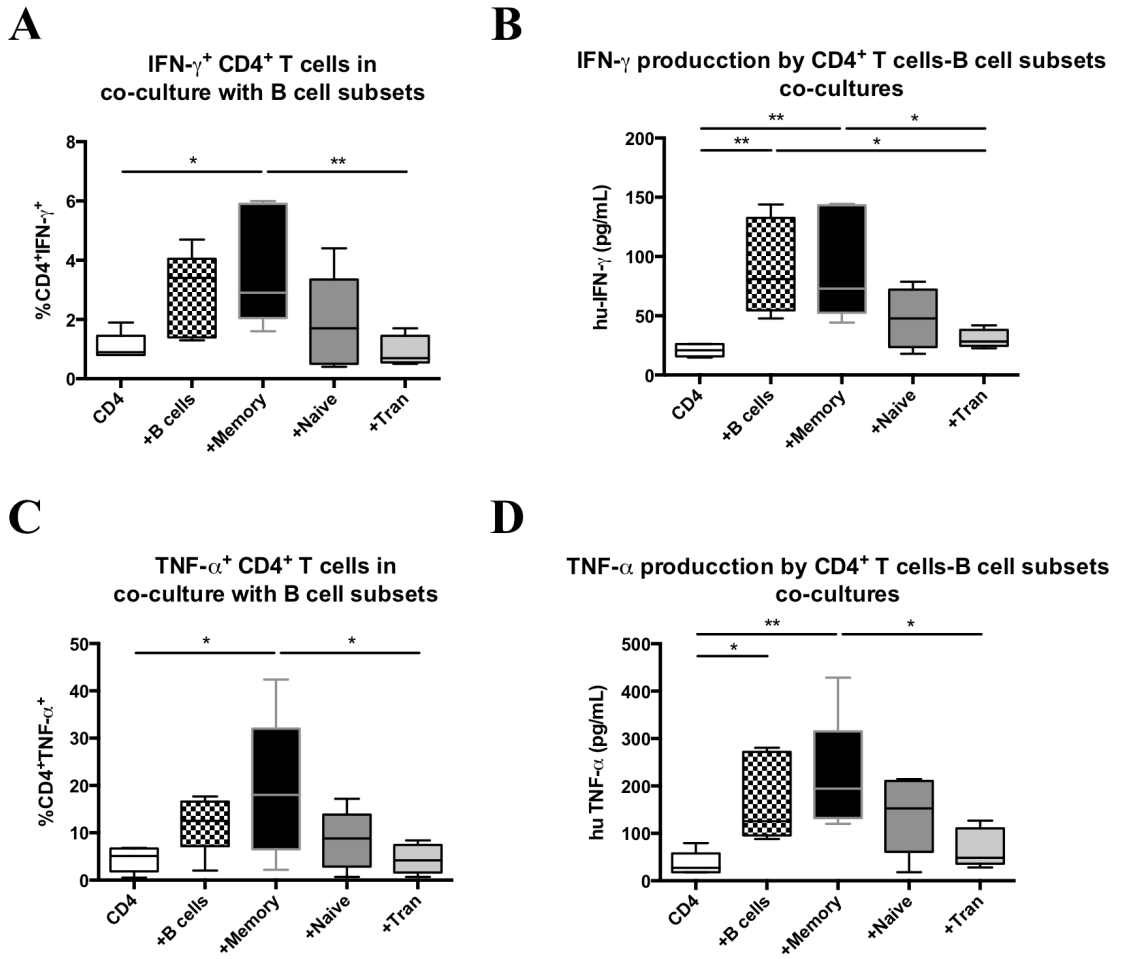 A
IFN-γ+ CD4+ T cells in
co-culture with B cell subsets
%CD4+IFN-γ+
8
6
4
2
0
*
**
CD4
+B cells
+Memory
+Naive
+Tran
B
IFN-γ producction by CD4+ T cells-B cell subsets
co-cultures
hu-IFN-γ (pg/mL)
200
150
100
50
0
**
*
**
*
CD4
+B cells
+Memory
+Naive
+Tran
C
TNF-α+ CD4+ T cells in
co-culture with B cell subsets
%CD4+TNF-α+
50
40
30
20
10
0
*
*
CD4
+B cells
+Memory
+Naive
+Tran
D
TNF-α producction by CD4+ T cells-B cell subsets
co-cultures
hu TNF-α (pg/mL)
500
400
300
200
100
0
**
*
*
CD4
+B cells
+Memory
+Naive
+Tran